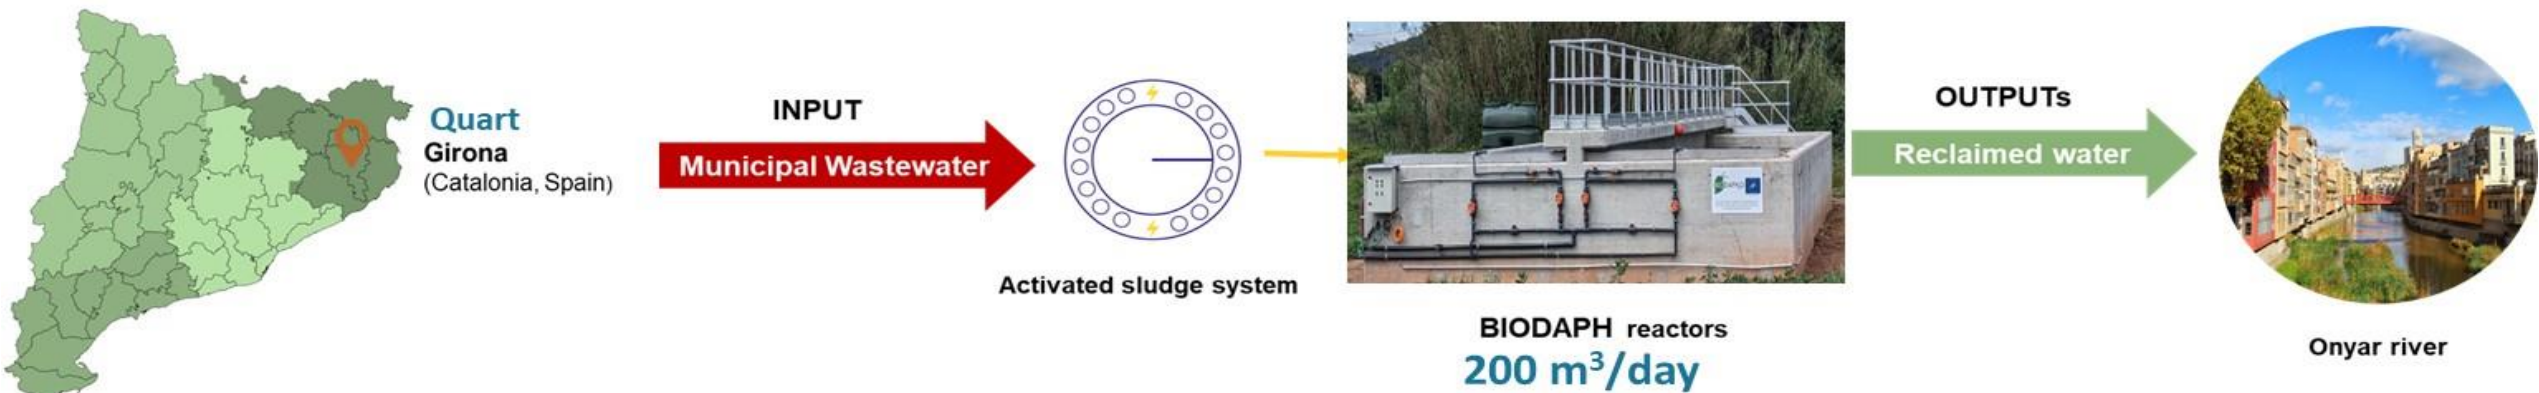 Quart
Girona
(Catalonia, Spain)
INPUT
Municipal Wastewater
Activated sludge system
BIODAPH reactors
200 m³/day
OUTPUTs
Reclaimed water
Onyar river